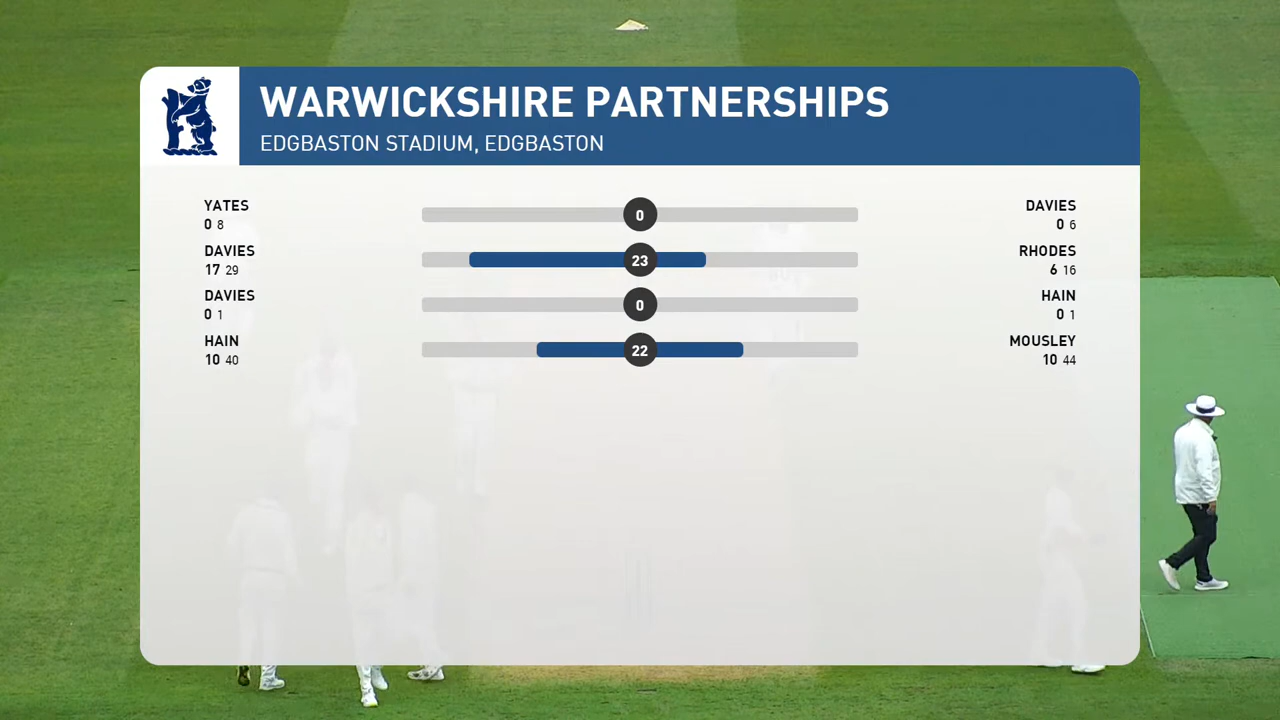 WARWICKSHIRE PARTNERSHIPS
EDGBASTON STADIUM, EDGBASTON
YATES 0 DAVIES
0 8 0 6
DAVIES 23 RHODES
17 29 6 16
DAVIES 0 HAIN
0 1 0 1
HAIN 22 MOUSLEY
10 40 10 44